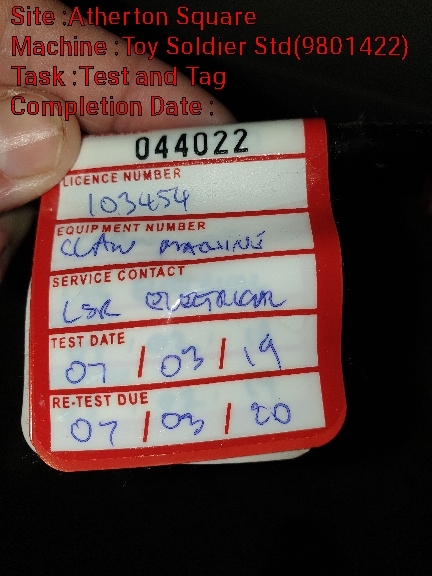 Site :Atherton Square
Machine :Toy Soldier Std(9801422)
Task :Test and Tag
Completion Date :
044022
LICENCE NUMBER
103454
EQUIPMENT NUMBER
CLAW MACHINE
SERVICE CONTACT
LSR ELECTRICAL
TEST DATE
07 / 03 / 19
RE-TEST DUE
07 / 03 / 20